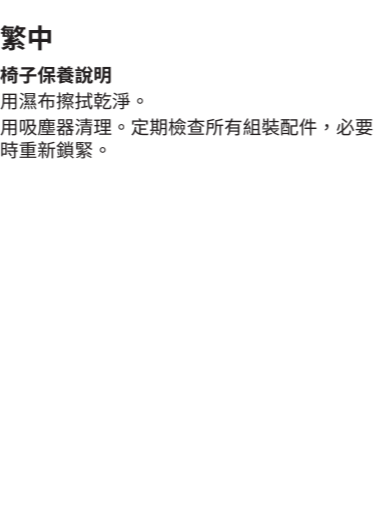 繁中
椅子保養說明
用濕布擦拭乾淨。
用吸塵器清理。定期檢查所有組裝配件，必要
時重新鎖緊。